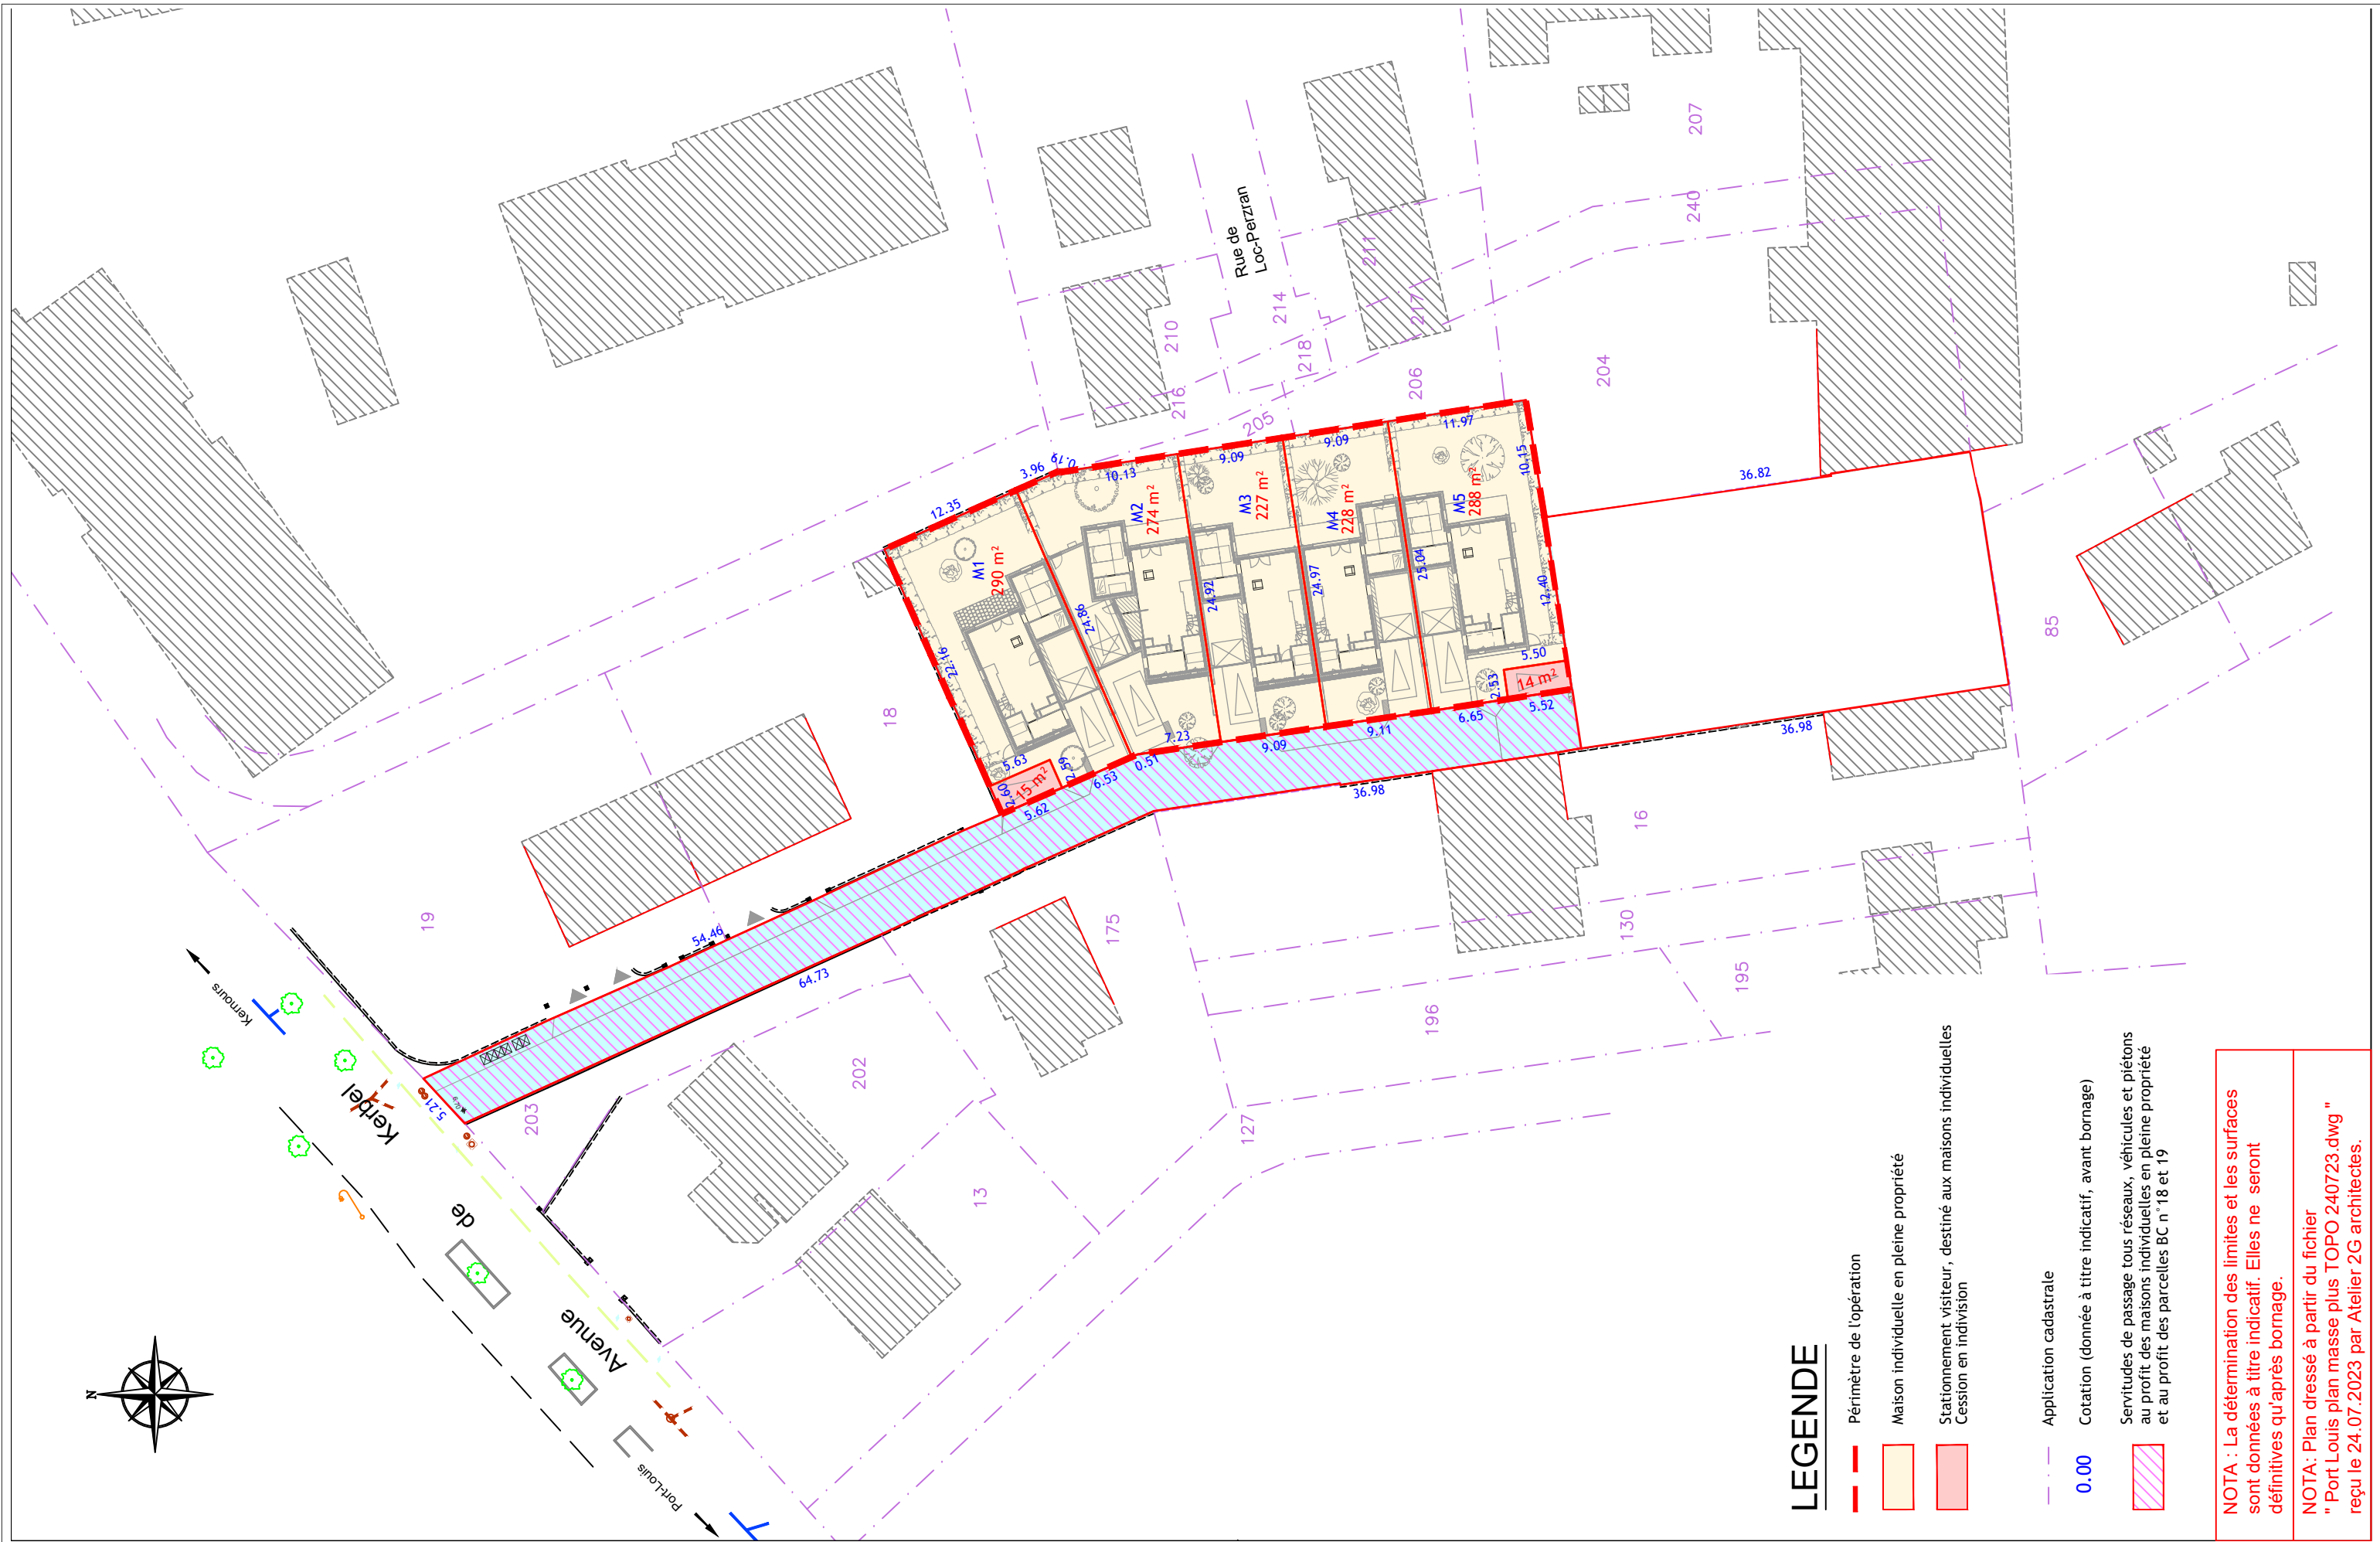 N
Kermours
Avenue
de
Kerbel
Port-Louis
5.21
19
18
203
202
13
175
127
196
195
130
16
85
54.46
64.73
Rue de
Loc-Perzran
210
214
211
216
218
217
205
206
204
207
240
M1
290 m²
M2
274 m²
M3
227 m²
M4
228 m²
M5
288 m²
12.35
3.96
0.19
10.13
9.09
9.09
11.97
10.15
12.40
22.16
24.86
24.92
24.97
25.04
5.63
2.60
15 m²
2.59
5.62
6.53
0.51
7.23
9.09
9.11
6.65
5.50
2.53
14 m²
5.52
36.98
36.98
36.82
LEGENDE
Périmètre de l'opération
Maison individuelle en pleine propriété
Stationnement visiteur, destiné aux maisons individuelles
Cession en indivision
Application cadastrale
0.00 Cotation (donnée à titre indicatif, avant bornage)
Servitudes de passage tous réseaux, véhicules et piétons
au profit des maisons individuelles en pleine propriété
et au profit des parcelles BC n°18 et 19
NOTA : La détermination des limites et les surfaces
sont données à titre indicatif. Elles ne seront
définitives qu'après bornage.
NOTA: Plan dressé à partir du fichier
" Port Louis plan masse plus TOPO 240723.dwg "
reçu le 24.07.2023 par Atelier 2G architectes.